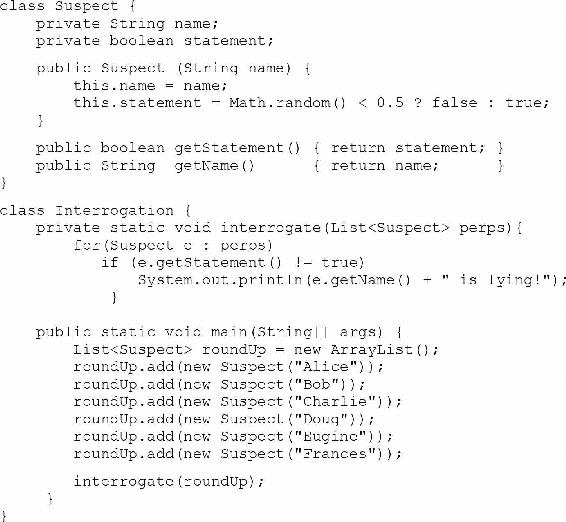 class Suspect {
    private String name;
    private boolean statement;
    public Suspect (String name) {
        this.name = name;
        this.statement = Math.random() < 0.5 ? false : true;
    }
    public boolean getStatement() { return statement; }
    public String  getName()      { return name;      }
}
class Interrogation {
    private static void interrogate(List<Suspect> perps){
        for(Suspect e : perps)
           if (e.getStatement() != true)
               System.out.println(e.getName() + " is lying!");
            }
    public static void main(String[] args) {
        List<Suspect> roundUp = new ArrayList();
        roundUp.add(new Suspect("Alice"));
        roundUp.add(new Suspect("Bob"));
        roundUp.add(new Suspect("Charlie"));
        roundUp.add(new Suspect("Doug"));
        roundUp.add(new Suspect("Eugine"));
        roundUp.add(new Suspect("Frances"));
        interrogate(roundUp);
     }
}